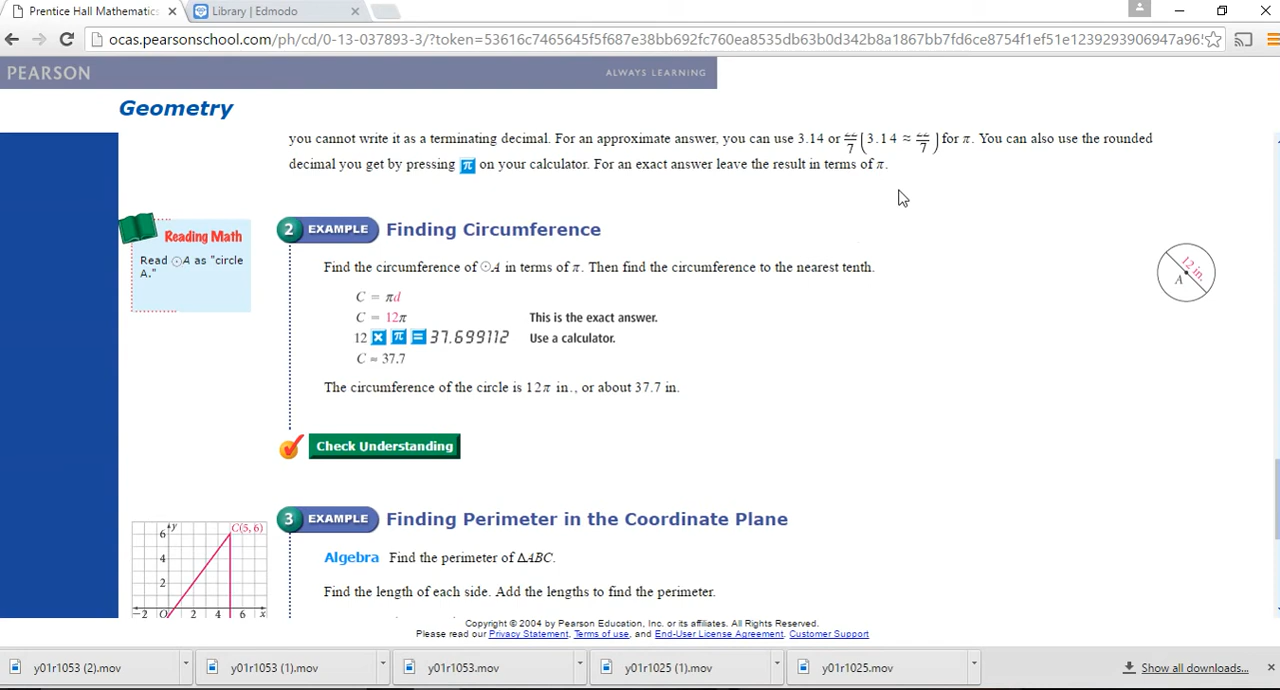 Prentice Hall Mathematics
Library | Edmodo
ocas.pearsonschool.com/ph/cd/0-13-037893-3/?token=53616c7465645f5f687e38bb692fc760ea8535db63b0d342b8a1867bb7fd6ce8754f1ef51e1239293906947a965
PEARSON
ALWAYS LEARNING
Geometry
you cannot write it as a terminating decimal. For an approximate answer, you can use 3.14 or 22/7 (3.14 ≈ 22/7) for π. You can also use the rounded
decimal you get by pressing π on your calculator. For an exact answer leave the result in terms of π.
Reading Math
Read ⊙A as "circle
A."
2 EXAMPLE Finding Circumference
Find the circumference of ⊙A in terms of π. Then find the circumference to the nearest tenth.
12 in.
A
C = πd
C = 12π This is the exact answer.
12 × π = 37.699112 Use a calculator.
C ≈ 37.7
The circumference of the circle is 12π in., or about 37.7 in.
Check Understanding
3 EXAMPLE Finding Perimeter in the Coordinate Plane
6 y C(5, 6)
4
2
-2 O 2 4 6 x
Algebra Find the perimeter of ΔABC.
Find the length of each side. Add the lengths to find the perimeter.
Copyright © 2004 by Pearson Education, Inc. or its affiliates. All Rights Reserved.
Please read our Privacy Statement, Terms of use, and End-User License Agreement. Customer Support
y01r1053 (2).mov
y01r1053 (1).mov
y01r1053.mov
y01r1025 (1).mov
y01r1025.mov
Show all downloads...